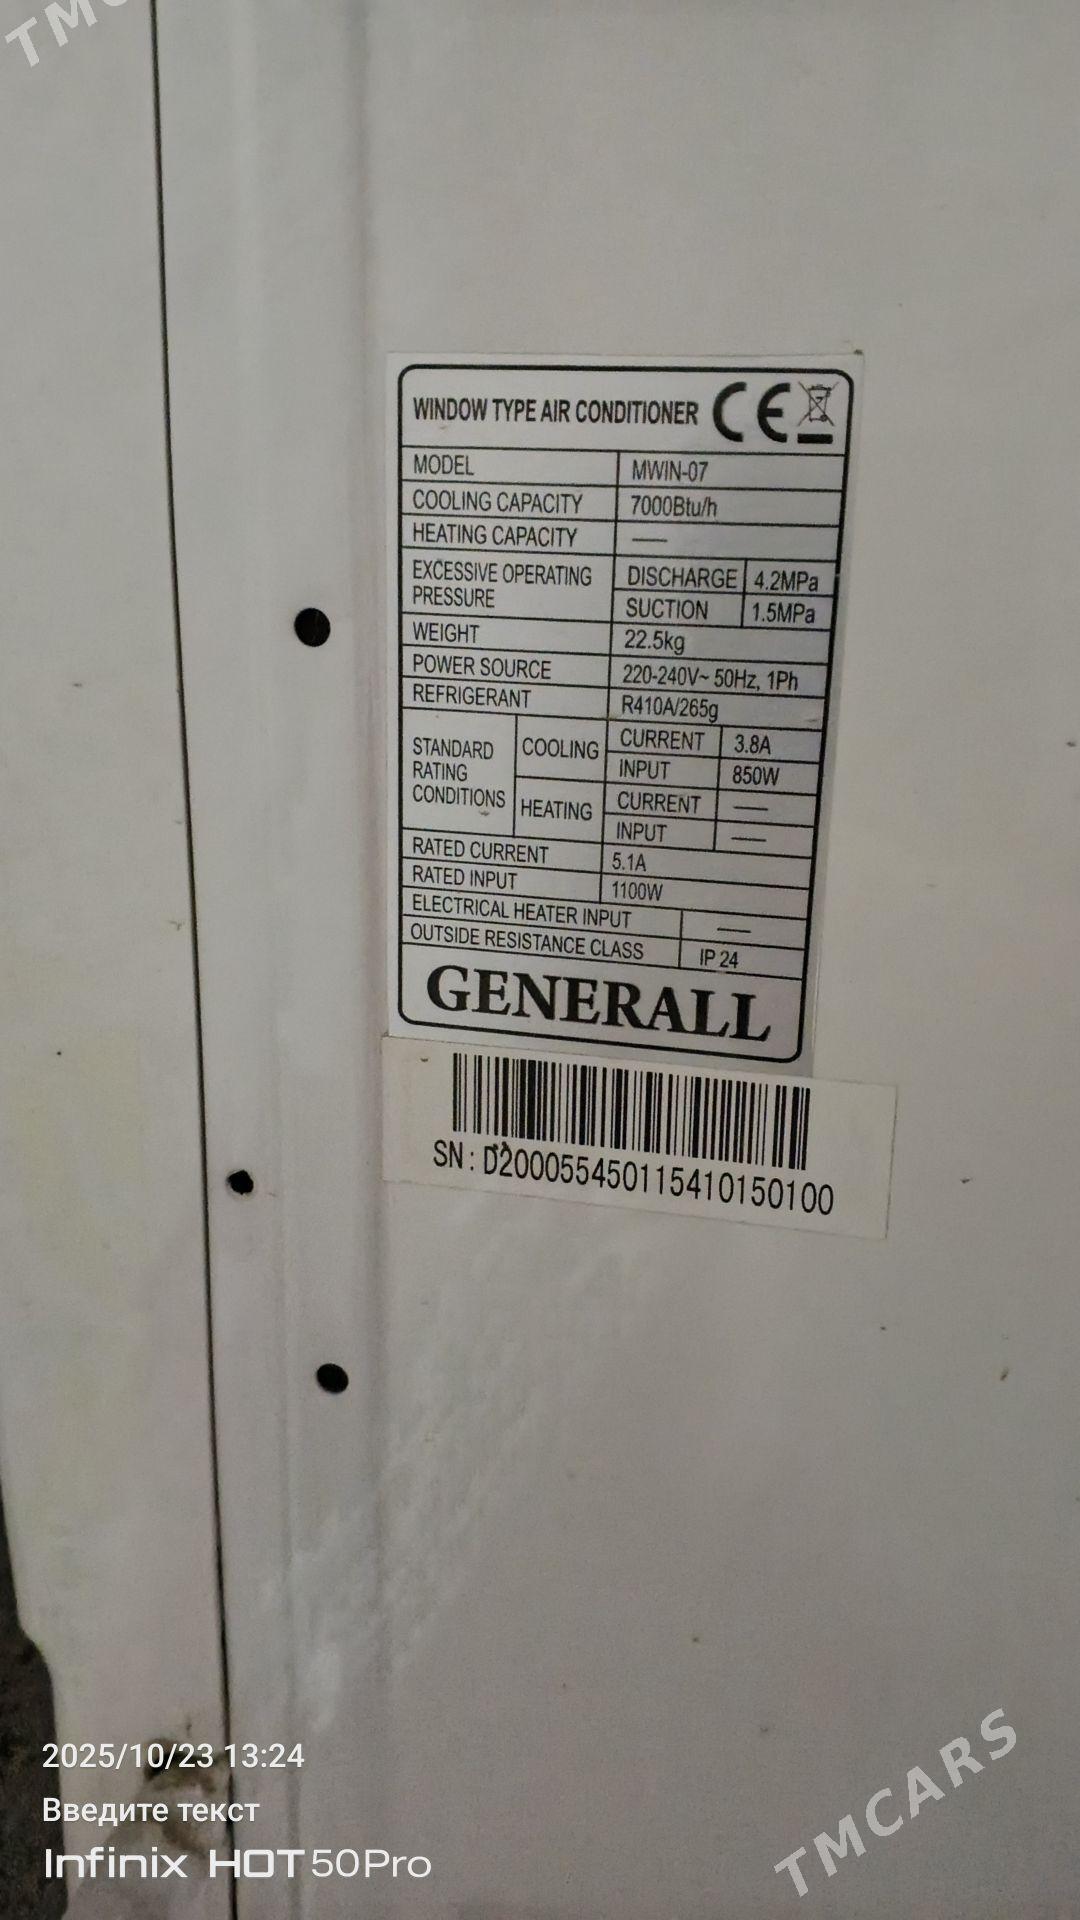 TMC
WINDOW TYPE AIR CONDITIONER CE
MODEL MWIN-07
COOLING CAPACITY 7000Btu/h
HEATING CAPACITY —
EXCESSIVE OPERATING PRESSURE DISCHARGE 4.2MPa
SUCTION 1.5MPa
WEIGHT 22.5kg
POWER SOURCE 220-240V~ 50Hz, 1Ph
REFRIGERANT R410A/265g
STANDARD RATING CONDITIONS COOLING CURRENT 3.8A
INPUT 850W
HEATING CURRENT —
INPUT —
RATED CURRENT 5.1A
RATED INPUT 1100W
ELECTRICAL HEATER INPUT —
OUTSIDE RESISTANCE CLASS IP 24
GENERALL
SN : D200055450115410150100
2025/10/23 13:24
Введите текст
Infinix HOT 50Pro
TMCARS